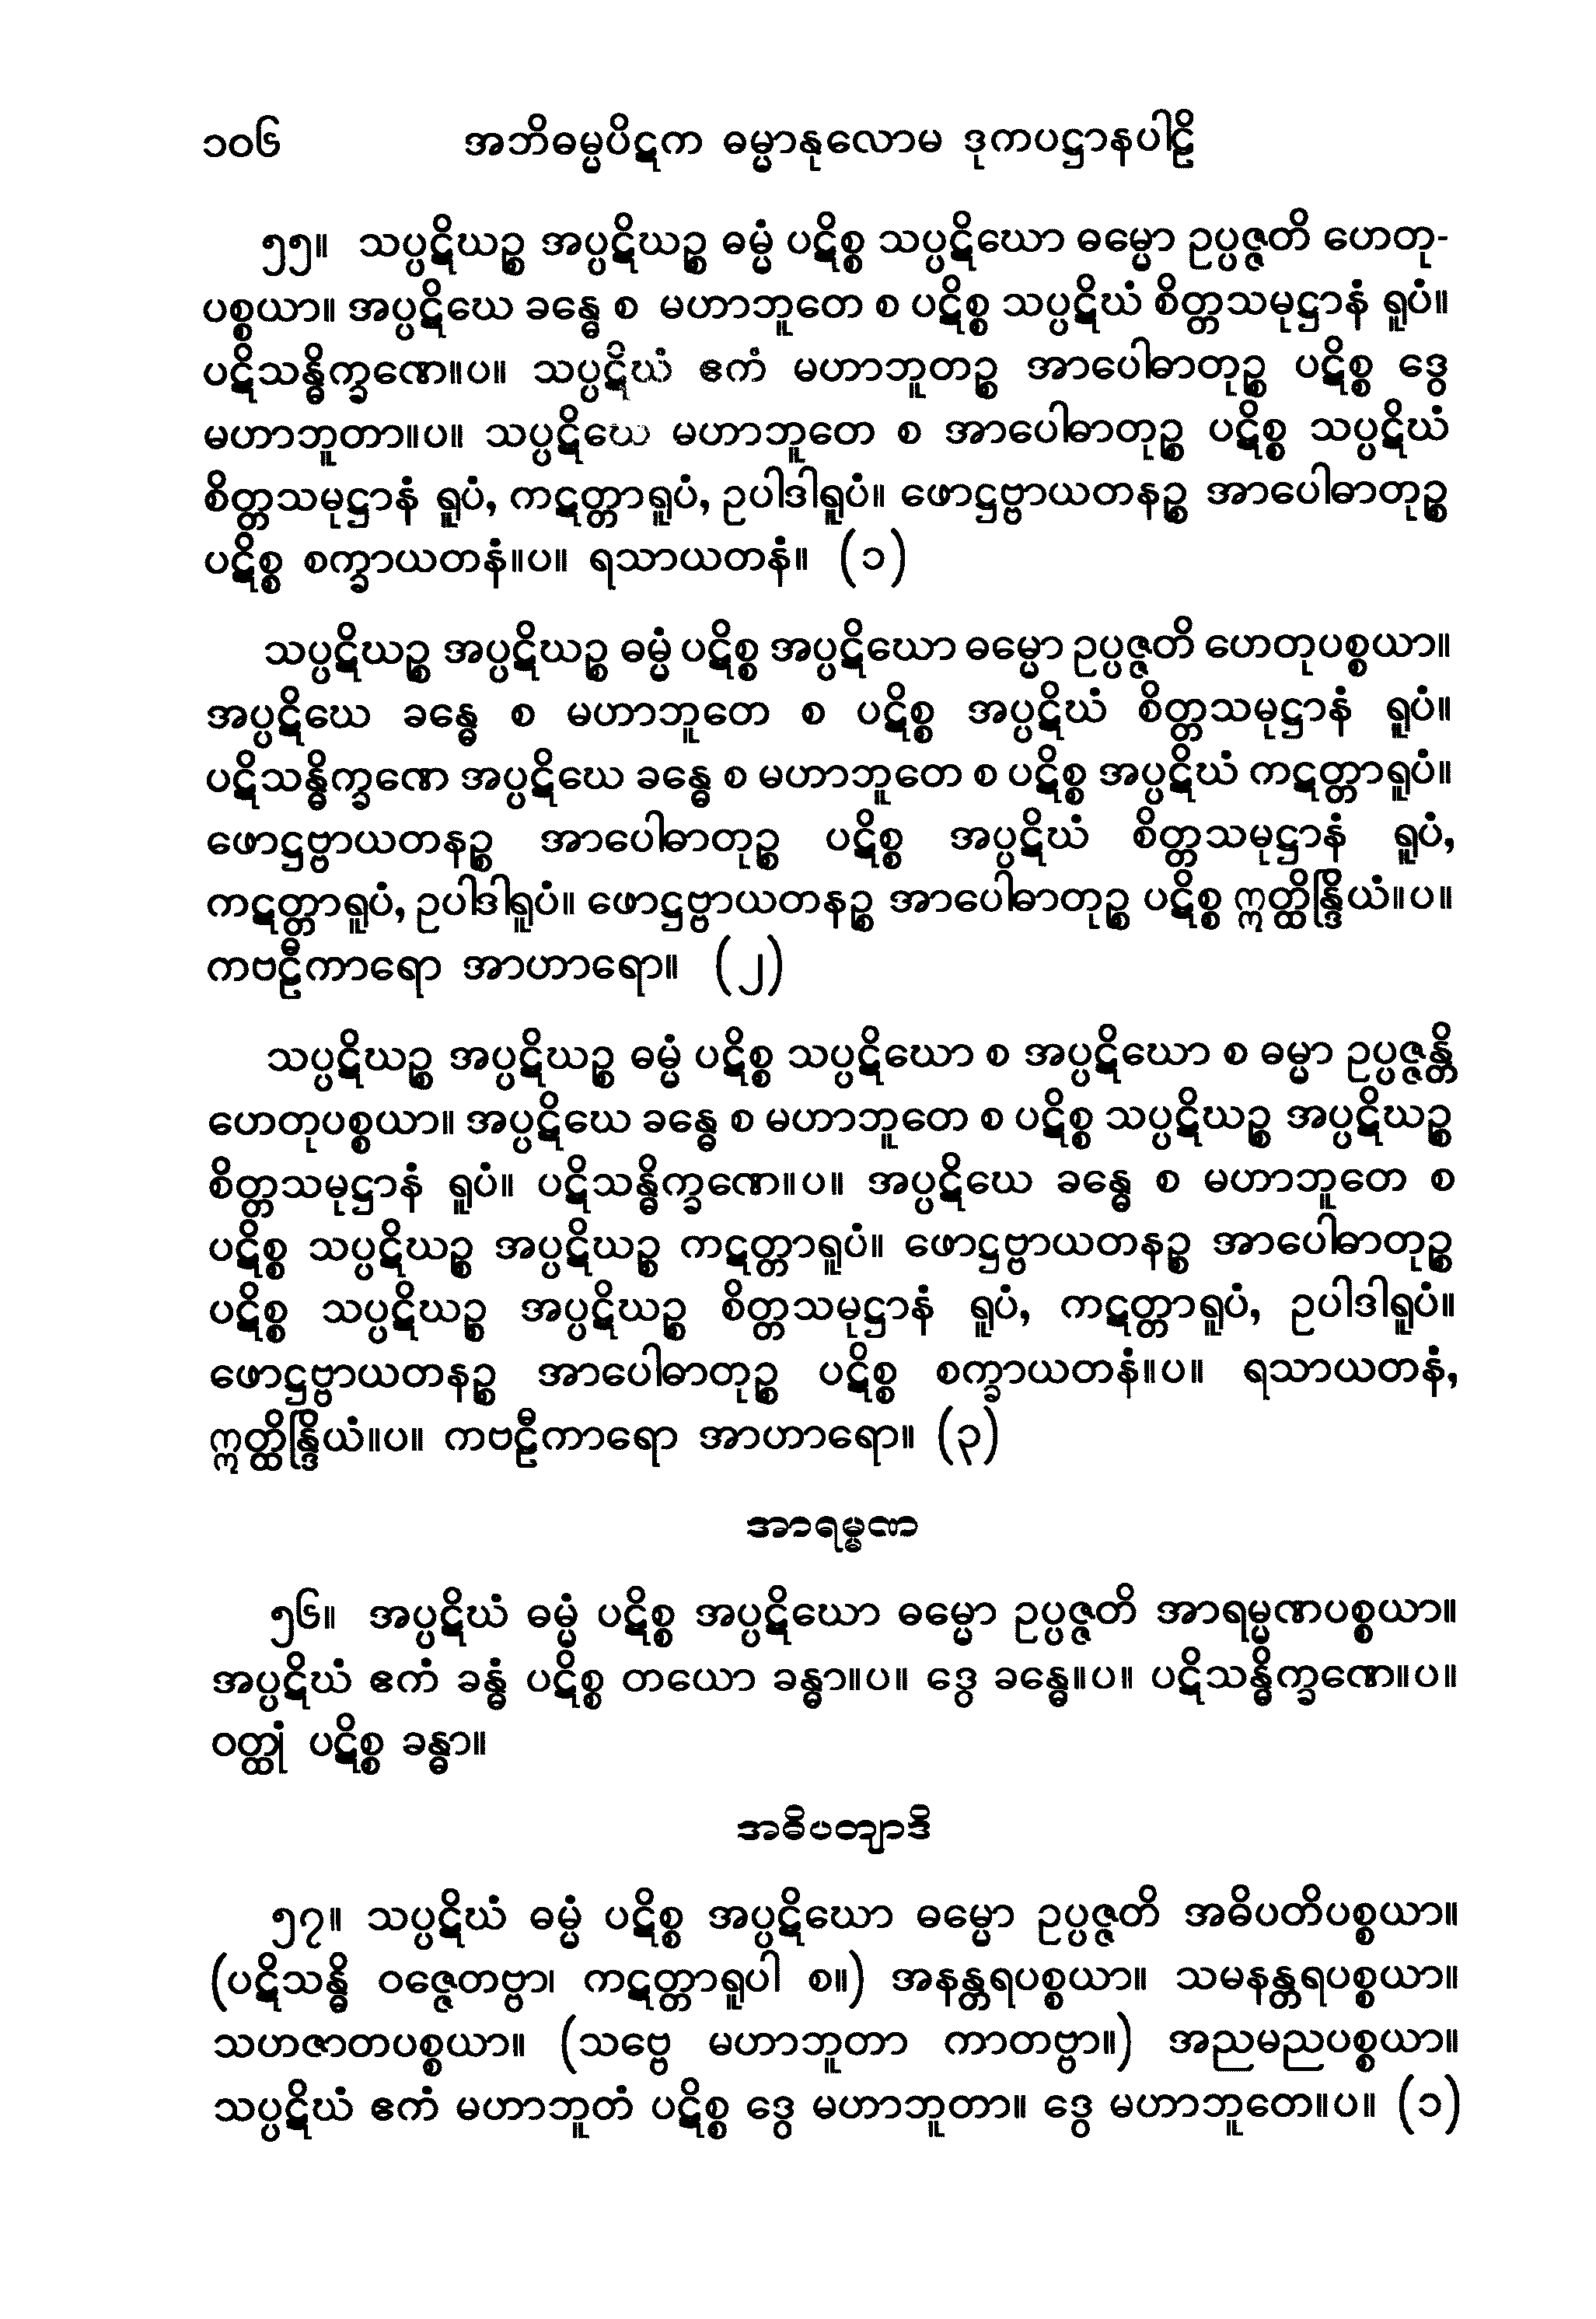 ၁၀၆ အဘိဓမ္မပိဋက ဓမ္မာနုလောမ ဒုကပဋ္ဌာနပါဠိ
၅၅။ သပ္ပဋိဃဉ္စ အပ္ပဋိဃဉ္စ ဓမ္မံ ပဋိစ္စ သပ္ပဋိဃော ဓမ္မော ဥပ္ပဇ္ဇတိ ဟေတု-
ပစ္စယာ။ အပ္ပဋိဃေ ခန္ဓေ စ မဟာဘူတေ စ ပဋိစ္စ သပ္ပဋိဃံ စိတ္တသမုဋ္ဌာနံ ရူပံ။
ပဋိသန္ဓိက္ခဏေ။ပ။ သပ္ပဋိဃံ ဧကံ မဟာဘူတဉ္စ အာပေါဓာတုဉ္စ ပဋိစ္စ ဒွေ
မဟာဘူတာ။ပ။ သပ္ပဋိဃေ မဟာဘူတေ စ အာပေါဓာတုဉ္စ ပဋိစ္စ သပ္ပဋိဃံ
စိတ္တသမုဋ္ဌာနံ ရူပံ, ကဋတ္တာရူပံ, ဥပါဒါရူပံ။ ဖောဋ္ဌဗ္ဗာယတနဉ္စ အာပေါဓာတုဉ္စ
ပဋိစ္စ စက္ခာယတနံ။ပ။ ရသာယတနံ။ (၁)
သပ္ပဋိဃဉ္စ အပ္ပဋိဃဉ္စ ဓမ္မံ ပဋိစ္စ အပ္ပဋိဃော ဓမ္မော ဥပ္ပဇ္ဇတိ ဟေတုပစ္စယာ။
အပ္ပဋိဃေ ခန္ဓေ စ မဟာဘူတေ စ ပဋိစ္စ အပ္ပဋိဃံ စိတ္တသမုဋ္ဌာနံ ရူပံ။
ပဋိသန္ဓိက္ခဏေ အပ္ပဋိဃေ ခန္ဓေ စ မဟာဘူတေ စ ပဋိစ္စ အပ္ပဋိဃံ ကဋတ္တာရူပံ။
ဖောဋ္ဌဗ္ဗာယတနဉ္စ အာပေါဓာတုဉ္စ ပဋိစ္စ အပ္ပဋိဃံ စိတ္တသမုဋ္ဌာနံ ရူပံ,
ကဋတ္တာရူပံ, ဥပါဒါရူပံ။ ဖောဋ္ဌဗ္ဗာယတနဉ္စ အာပေါဓာတုဉ္စ ပဋိစ္စ ဣတ္ထိန္ဒြိယံ။ပ။
ကဗဠီကာရော အာဟာရော။ (၂)
သပ္ပဋိဃဉ္စ အပ္ပဋိဃဉ္စ ဓမ္မံ ပဋိစ္စ သပ္ပဋိဃော စ အပ္ပဋိဃော စ ဓမ္မာ ဥပ္ပဇ္ဇန္တိ
ဟေတုပစ္စယာ။ အပ္ပဋိဃေ ခန္ဓေ စ မဟာဘူတေ စ ပဋိစ္စ သပ္ပဋိဃဉ္စ အပ္ပဋိဃဉ္စ
စိတ္တသမုဋ္ဌာနံ ရူပံ။ ပဋိသန္ဓိက္ခဏေ။ပ။ အပ္ပဋိဃေ ခန္ဓေ စ မဟာဘူတေ စ
ပဋိစ္စ သပ္ပဋိဃဉ္စ အပ္ပဋိဃဉ္စ ကဋတ္တာရူပံ။ ဖောဋ္ဌဗ္ဗာယတနဉ္စ အာပေါဓာတုဉ္စ
ပဋိစ္စ သပ္ပဋိဃဉ္စ အပ္ပဋိဃဉ္စ စိတ္တသမုဋ္ဌာနံ ရူပံ, ကဋတ္တာရူပံ, ဥပါဒါရူပံ။
ဖောဋ္ဌဗ္ဗာယတနဉ္စ အာပေါဓာတုဉ္စ ပဋိစ္စ စက္ခာယတနံ။ပ။ ရသာယတနံ,
ဣတ္ထိန္ဒြိယံ။ပ။ ကဗဠီကာရော အာဟာရော။ (၃)
အာရမ္မဏ
၅၆။ အပ္ပဋိဃံ ဓမ္မံ ပဋိစ္စ အပ္ပဋိဃော ဓမ္မော ဥပ္ပဇ္ဇတိ အာရမ္မဏပစ္စယာ။
အပ္ပဋိဃံ ဧကံ ခန္ဓံ ပဋိစ္စ တယော ခန္ဓာ။ပ။ ဒွေ ခန္ဓေ။ပ။ ပဋိသန္ဓိက္ခဏေ။ပ။
ဝတ္ထုံ ပဋိစ္စ ခန္ဓာ။
အဓိပတျာဒိ
၅၇။ သပ္ပဋိဃံ ဓမ္မံ ပဋိစ္စ အပ္ပဋိဃော ဓမ္မော ဥပ္ပဇ္ဇတိ အဓိပတိပစ္စယာ။
(ပဋိသန္ဓိ ဝဇ္ဇေတဗ္ဗာ၊ ကဋတ္တာရူပါ စ။) အနန္တရပစ္စယာ။ သမနန္တရပစ္စယာ။
သဟဇာတပစ္စယာ။ (သဗ္ဗေ မဟာဘူတာ ကာတဗ္ဗာ။) အညမညပစ္စယာ။
သပ္ပဋိဃံ ဧကံ မဟာဘူတံ ပဋိစ္စ ဒွေ မဟာဘူတာ။ ဒွေ မဟာဘူတေ။ပ။ (၁)